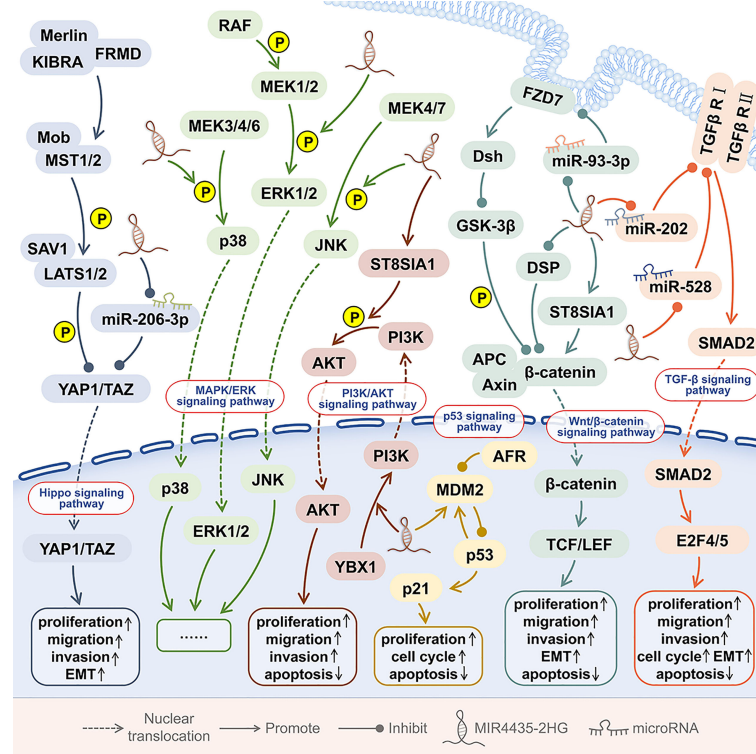 Merlin
KIBRA
FRMD
Mob
MST1/2
P
SAV1
LATS1/2
miR-206-3p
P
YAP1/TAZ
Hippo signaling
pathway
YAP1/TAZ
proliferation↑
migration↑
invasion↑
EMT↑
RAF
P
MEK1/2
MEK3/4/6
MEK4/7
P
P
P
ERK1/2
p38
JNK
MAPK/ERK
signaling pathway
p38
JNK
ERK1/2
......
ST8SIA1
P
PI3K
AKT
PI3K/AKT
signaling pathway
PI3K
AKT
YBX1
proliferation↑
migration↑
invasion↑
apoptosis↓
p53 signaling
pathway
AFR
MDM2
p53
p21
proliferation↑
cell cycle↑
apoptosis↓
FZD7
Dsh
miR-93-3p
GSK-3β
DSP
P
ST8SIA1
APC
Axin
β-catenin
Wnt/β-catenin
signaling pathway
β-catenin
TCF/LEF
proliferation↑
migration↑
invasion↑
EMT↑
apoptosis↓
TGFβ R I
TGFβ R II
miR-202
miR-528
SMAD2
TGF-β signaling
pathway
SMAD2
E2F4/5
proliferation↑
migration↑
invasion↑
cell cycle↑ EMT↑
apoptosis↓
Nuclear
translocation
Promote
Inhibit
MIR4435-2HG
microRNA